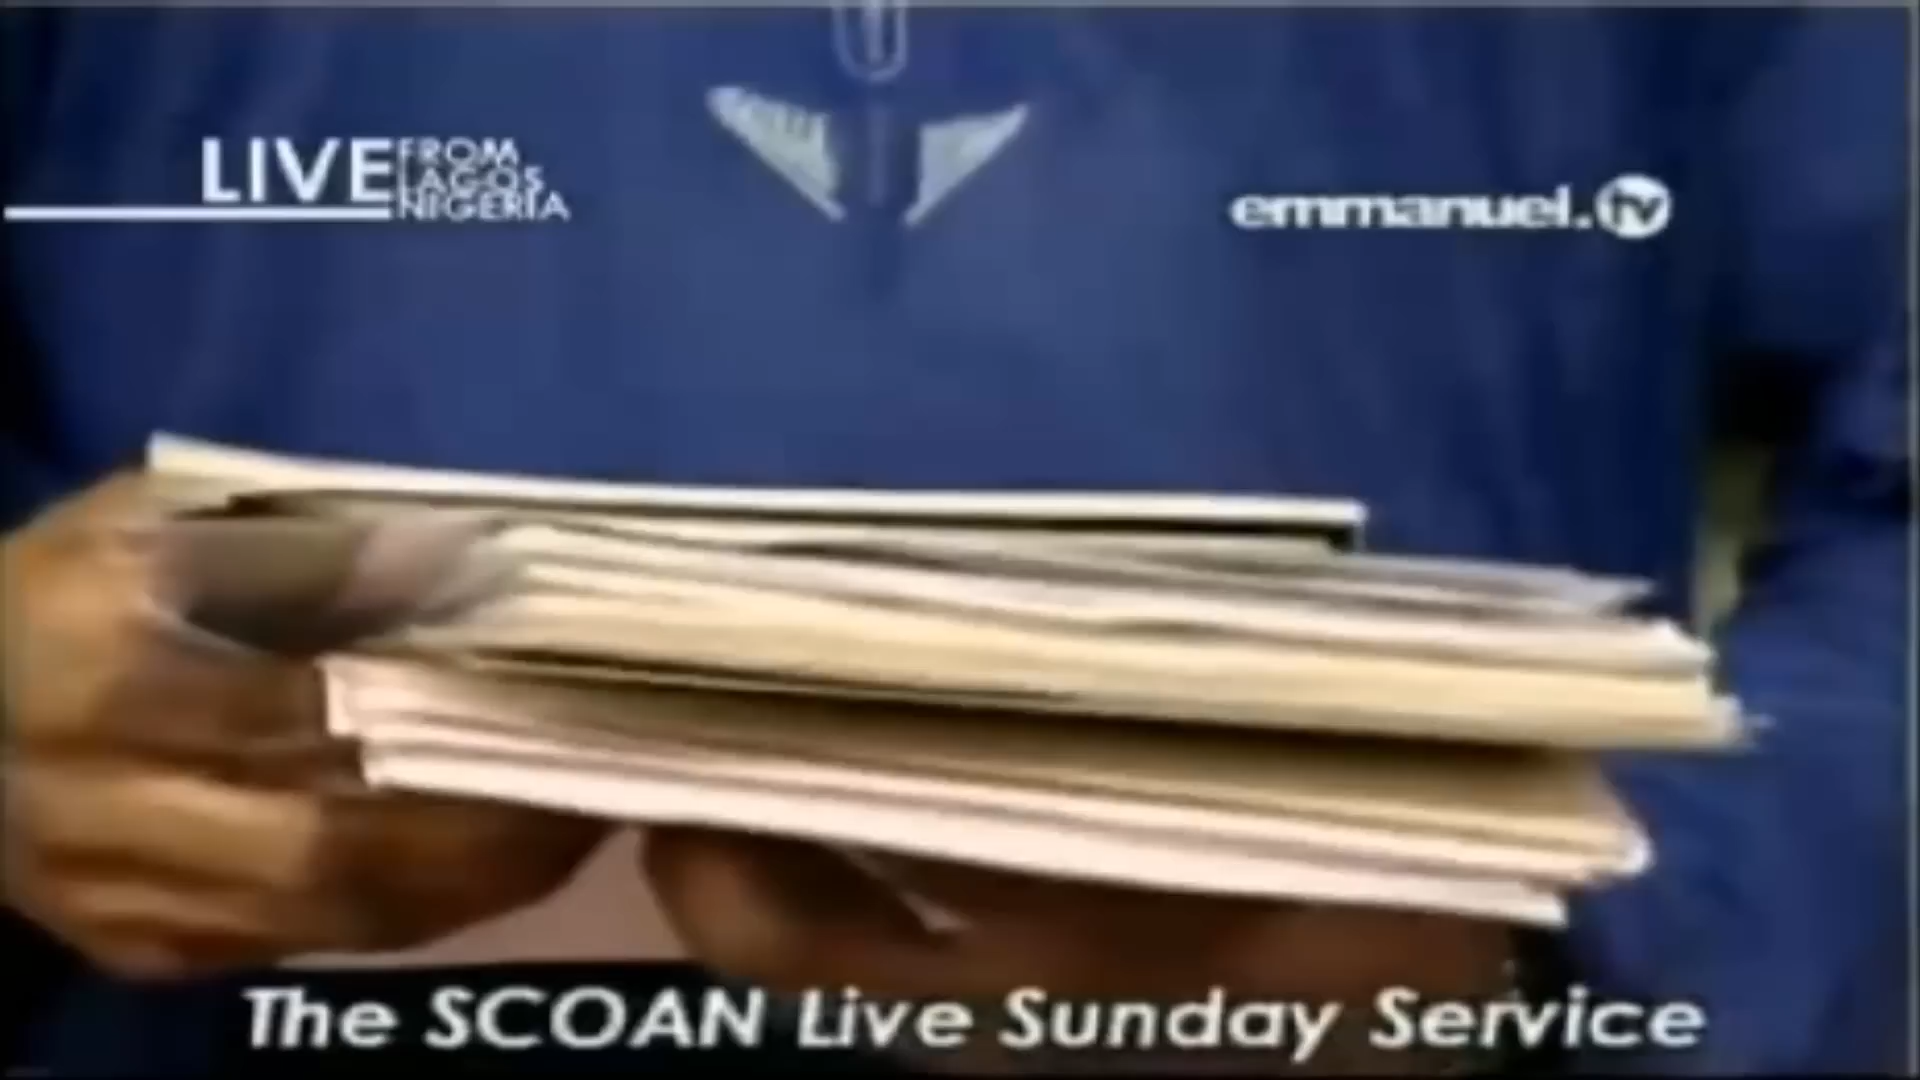 LIVE FROM
LAGOS
NIGERIA
emmanuel.tv
The SCOAN Live Sunday Service